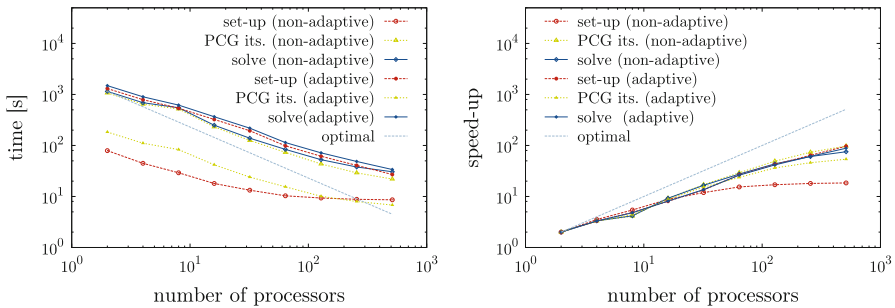 set-up (non-adaptive)
PCG its. (non-adaptive)
solve (non-adaptive)
set-up (adaptive)
PCG its. (adaptive)
solve(adaptive)
optimal
time [s]
10^4
10^3
10^2
10^1
10^0
10^0
10^1
10^2
10^3
number of processors
set-up (non-adaptive)
PCG its. (non-adaptive)
solve (non-adaptive)
set-up (adaptive)
PCG its. (adaptive)
solve (adaptive)
optimal
speed-up
10^4
10^3
10^2
10^1
10^0
10^0
10^1
10^2
10^3
number of processors